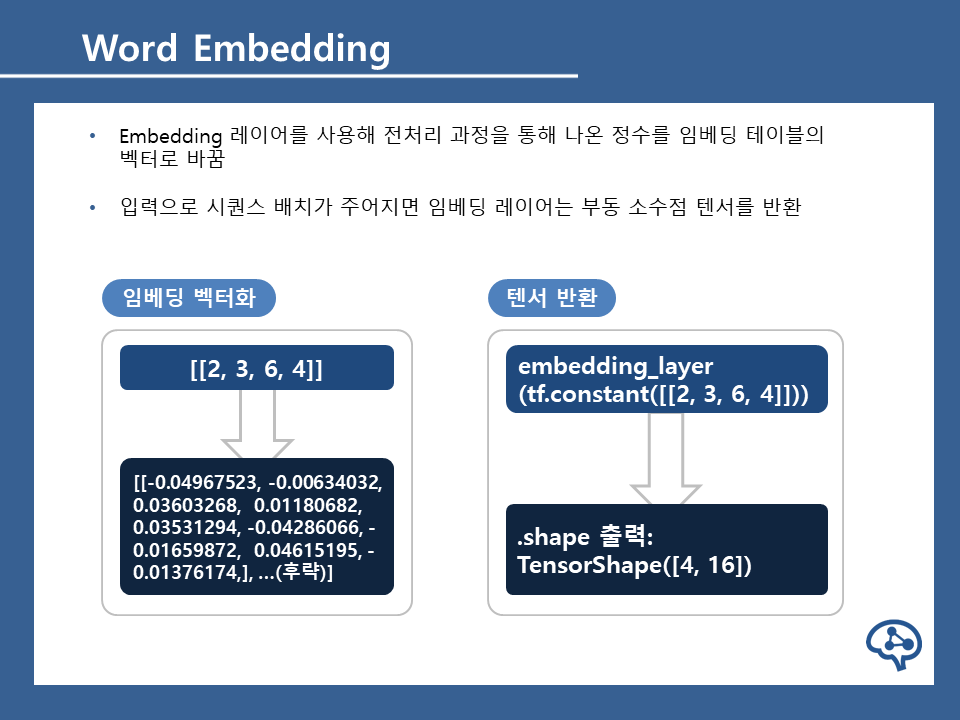 Word Embedding
• Embedding 레이어를 사용해 전처리 과정을 통해 나온 정수를 임베딩 테이블의
벡터로 바꿈
• 입력으로 시퀀스 배치가 주어지면 임베딩 레이어는 부동 소수점 텐서를 반환
임베딩 벡터화
[[2, 3, 6, 4]]
[[-0.04967523, -0.00634032,
0.03603268, 0.01180682,
0.03531294, -0.04286066, -
0.01659872, 0.04615195, -
0.01376174,], ...(후략)]
텐서 반환
embedding_layer
(tf.constant([[2, 3, 6, 4]]))
.shape 출력:
TensorShape([4, 16])